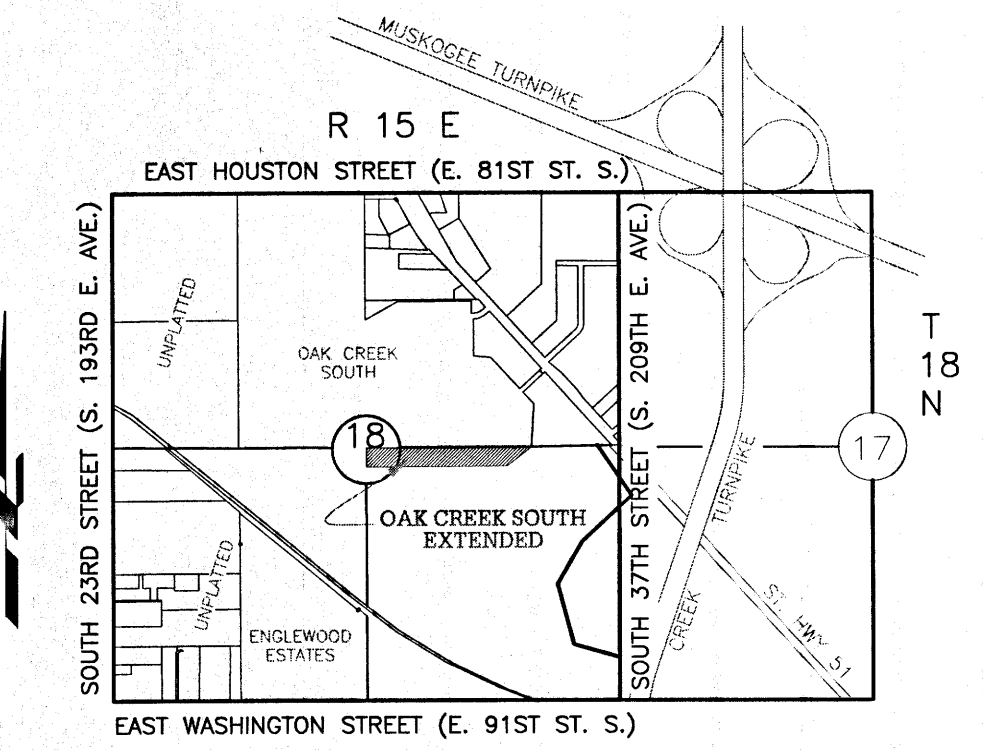 MUSKOGEE TURNPIKE
R 15 E
EAST HOUSTON STREET (E. 81ST ST. S.)
SOUTH 23RD STREET (S. 193RD E. AVE.)
UNPLATTED
OAK CREEK
SOUTH
SOUTH 37TH STREET (S. 209TH E. AVE.)
T
18
N
18
17
OAK CREEK SOUTH
EXTENDED
CREEK TURNPIKE
UNPLATTED
ENGLEWOOD
ESTATES
ST. HWY 51
EAST WASHINGTON STREET (E. 91ST ST. S.)